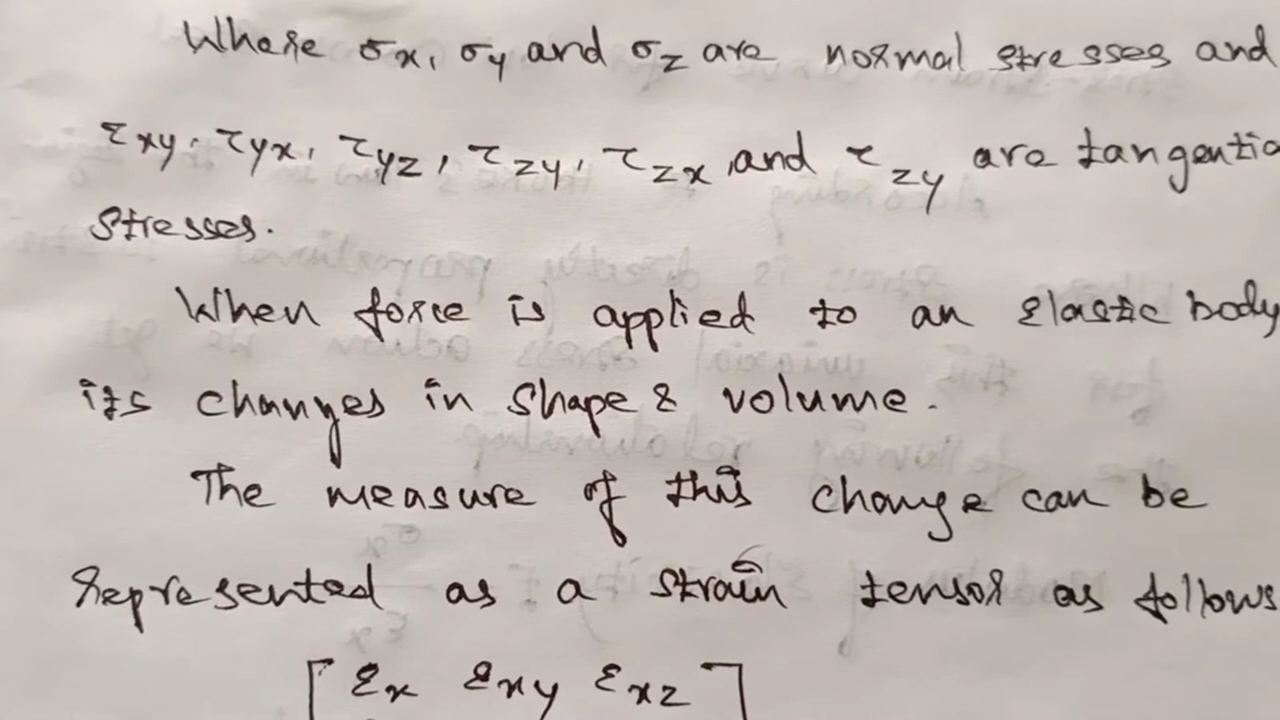 Where σx, σy and σz are normal stresses and
τxy, τyx, τyz, τzy, τzx and τzy are tangentia
stresses.
When force is applied to an elastic body
its changes in shape & volume.
The measure of this change can be
represented as a strain tensor as follows
[ εx εxy εxz ]